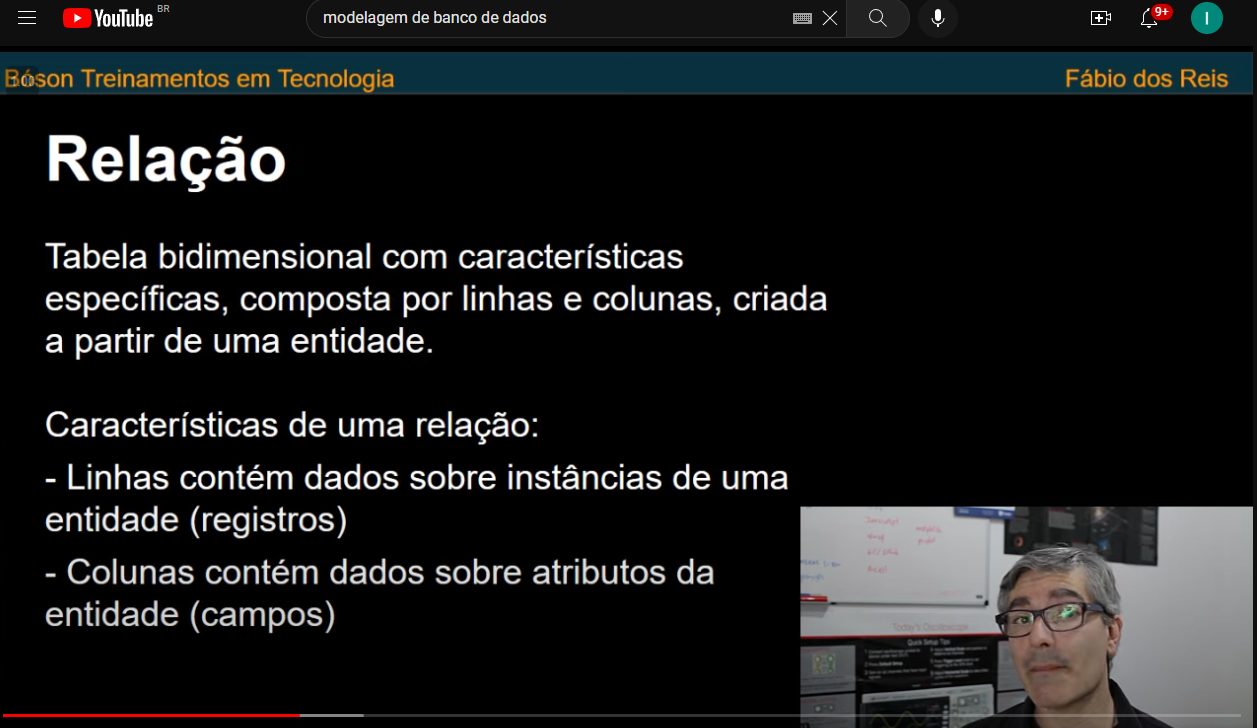 YouTube BR
modelagem de banco de dados
9+
I
Bóson Treinamentos em Tecnologia
Fábio dos Reis
Relação
Tabela bidimensional com características
específicas, composta por linhas e colunas, criada
a partir de uma entidade.
Características de uma relação:
- Linhas contém dados sobre instâncias de uma
entidade (registros)
- Colunas contém dados sobre atributos da
entidade (campos)
Today's Oscilloscope
Quick Setup Tips